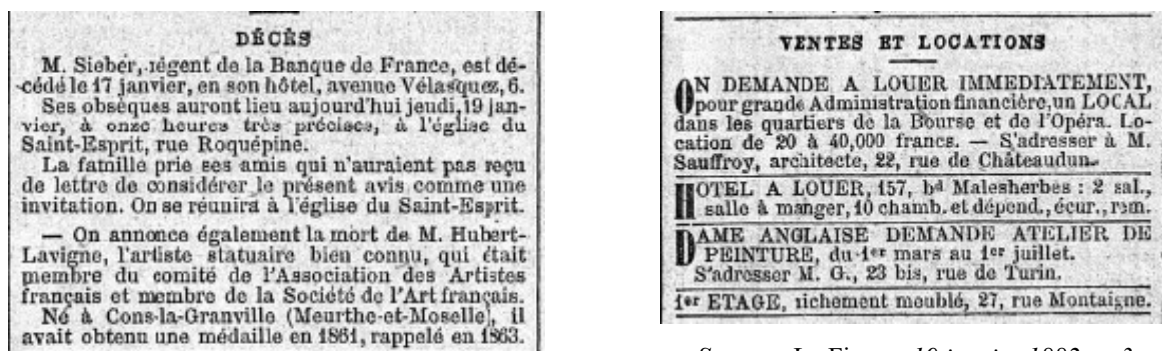 DÉCÈS
M. Sieber, régent de la Banque de France, est dé-
cédé le 17 janvier, en son hôtel, avenue Vélasquez, 6.
Ses obsèques auront lieu aujourd'hui jeudi, 19 jan-
vier, à onze heures très précises, à l'église du
Saint-Esprit, rue Roquépine.
La famille prie ses amis qui n'auraient pas reçu
de lettre de considérer le présent avis comme une
invitation. On se réunira à l'église du Saint-Esprit.
— On annonce également la mort de M. Hubert-
Lavigne, l'artiste statuaire bien connu, qui était
membre du comité de l'Association des Artistes
français et membre de la Société de l'Art français.
Né à Cons-la-Granville (Meurthe-et-Moselle), il
avait obtenu une médaille en 1861, rappelé en 1863.
VENTES ET LOCATIONS
ON DEMANDE A LOUER IMMEDIATEMENT,
pour grande Administration financière, un LOCAL
dans les quartiers de la Bourse et de l'Opéra. Lo-
cation de 20 à 40,000 francs. — S'adresser à M.
Sauffroy, architecte, 22, rue de Châteaudun.
HOTEL A LOUER, 157, bd Malesherbes : 2 sal.,
salle à manger, 10 chamb. et dépend., écur., rem.
DAME ANGLAISE DEMANDE ATELIER DE
PEINTURE, du 1er mars au 1er juillet.
S'adresser M. G., 23 bis, rue de Turin.
1er ETAGE, richement meublé, 27, rue Montaigne.